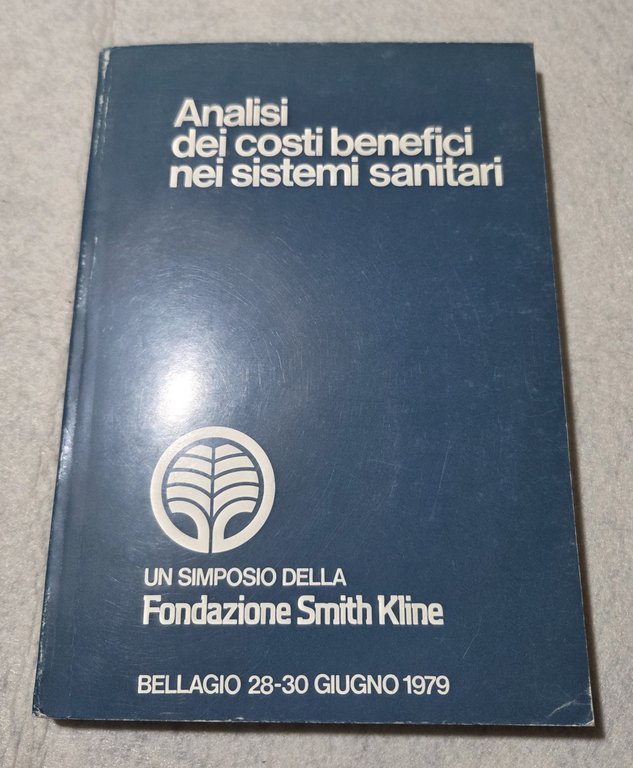 Analisi
dei costi benefici
nei sistemi sanitari
UN SIMPOSIO DELLA
Fondazione Smith Kline
BELLAGIO 28-30 GIUGNO 1979